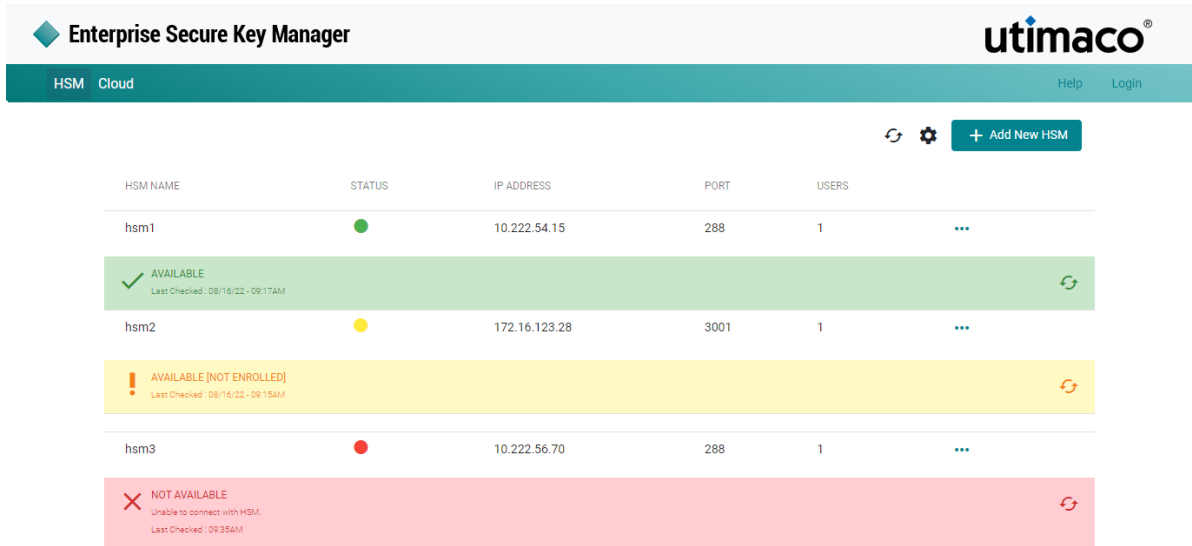 Enterprise Secure Key Manager
utimaco®
HSM Cloud Help Login
+ Add New HSM
HSM NAME STATUS IP ADDRESS PORT USERS
hsm1 10.222.54.15 288 1 •••
AVAILABLE
Last Checked : 08/16/22 - 09:17AM
hsm2 172.16.123.28 3001 1 •••
AVAILABLE [NOT ENROLLED]
Last Checked : 08/16/22 - 09:15AM
hsm3 10.222.56.70 288 1 •••
NOT AVAILABLE
Unable to connect with HSM.
Last Checked : 09:35AM